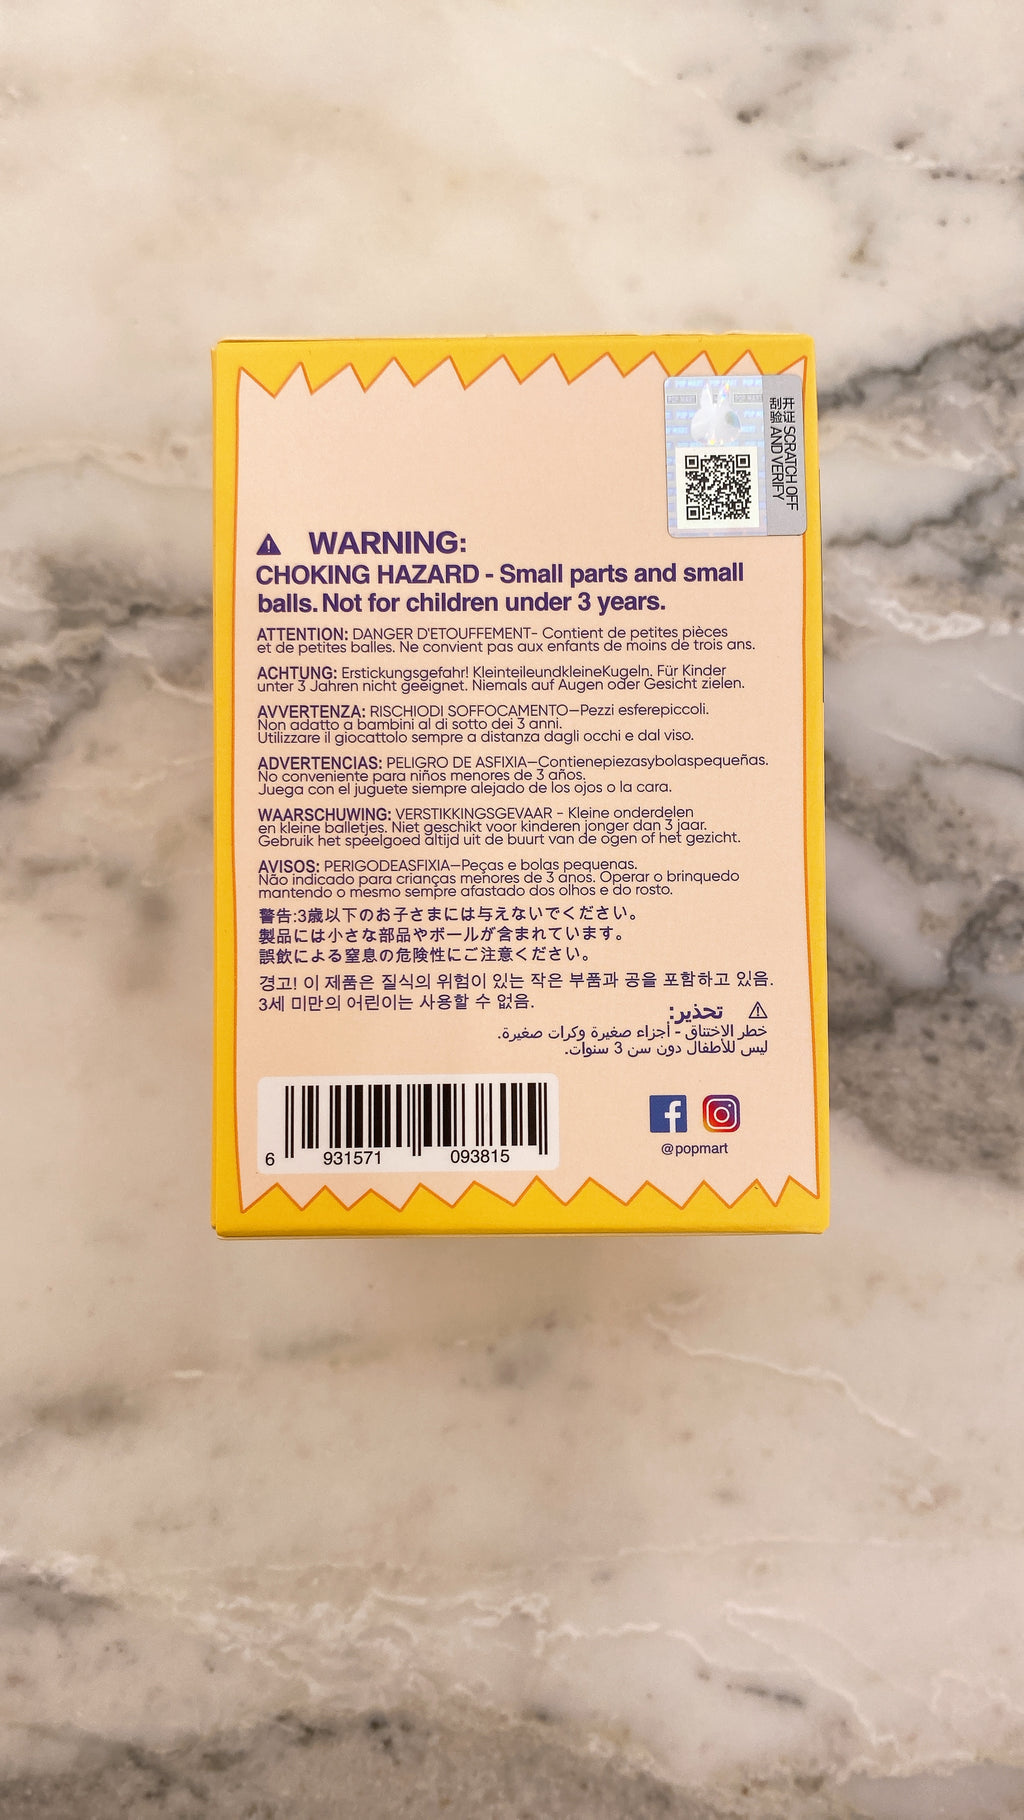 POP MART
开证 SCRATCH OFF
刮验 AND VERIFY
WARNING:
CHOKING HAZARD - Small parts and small
balls. Not for children under 3 years.
ATTENTION: DANGER D'ETOUFFEMENT- Contient de petites pièces
et de petites balles. Ne convient pas aux enfants de moins de trois ans.
ACHTUNG: Erstickungsgefahr! KleinteileundkleineKugeln. Für Kinder
unter 3 Jahren nicht geeignet. Niemals auf Augen oder Gesicht zielen.
AVVERTENZA: RISCHIODI SOFFOCAMENTO—Pezzi esferepiccoli.
Non adatto a bambini al di sotto dei 3 anni.
Utilizzare il giocattolo sempre a distanza dagli occhi e dal viso.
ADVERTENCIAS: PELIGRO DE ASFIXIA—Contienepiezasybolaspequeñas.
No conveniente para niños menores de 3 años.
Juega con el juguete siempre alejado de los ojos o la cara.
WAARSCHUWING: VERSTIKKINGSGEVAAR - Kleine onderdelen
en kleine balletjes. Niet geschikt voor kinderen jonger dan 3 jaar.
Gebruik het speelgoed altijd uit de buurt van de ogen of het gezicht.
AVISOS: PERIGODEASFIXIA—Peças e bolas pequenas.
Não indicado para crianças menores de 3 anos. Operar o brinquedo
mantendo o mesmo sempre afastado dos olhos e do rosto.
警告:3歳以下のお子さまには与えないでください。
製品には小さな部品やボールが含まれています。
誤飲による窒息の危険性にご注意ください。
경고! 이 제품은 질식의 위험이 있는 작은 부품과 공을 포함하고 있음.
3세 미만의 어린이는 사용할 수 없음.
تحذير:
خطر الاختناق - أجزاء صغيرة وكرات صغيرة.
ليس للأطفال دون سن 3 سنوات.
6 931571 093815
@popmart